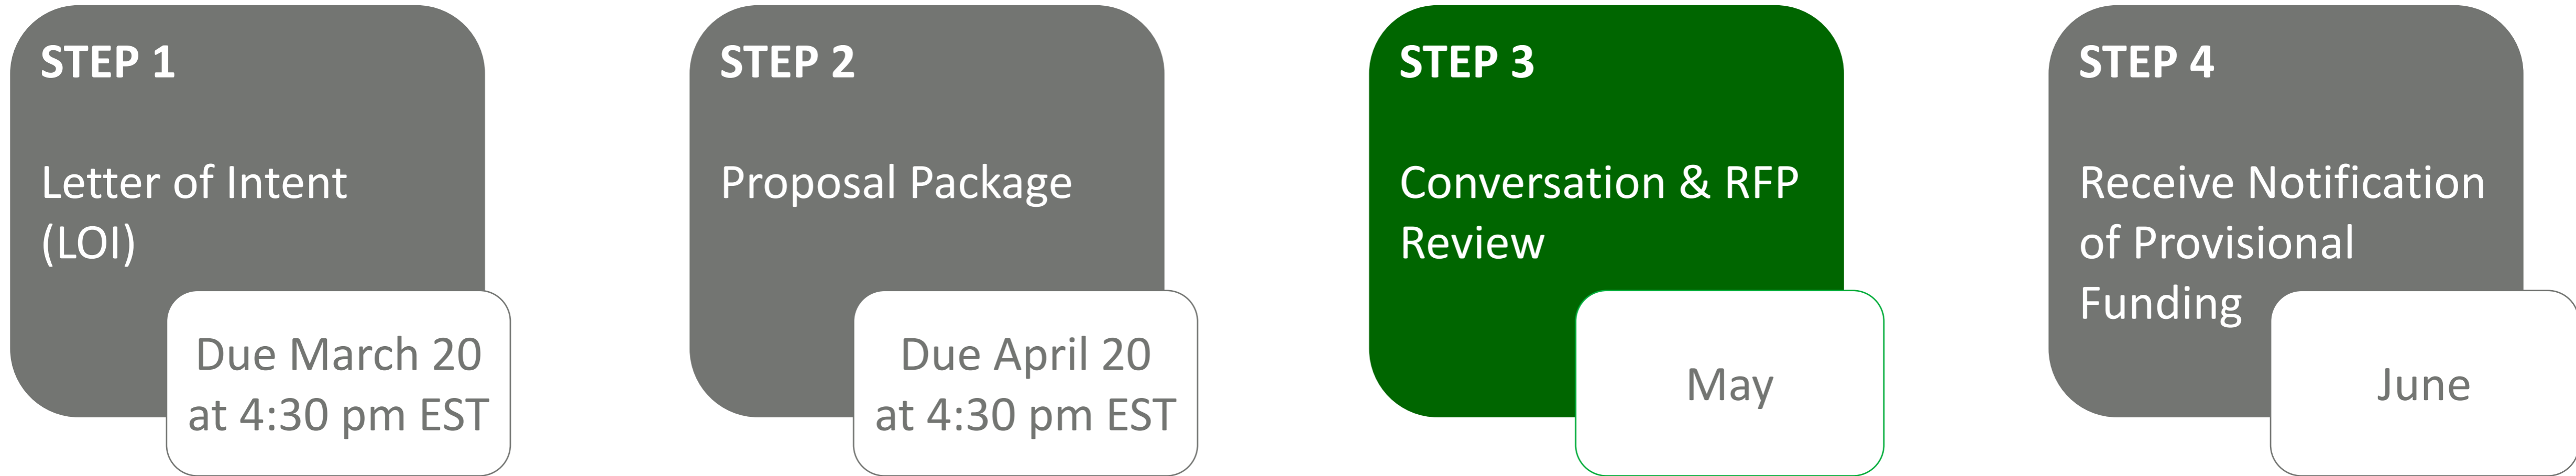 STEP 1
Letter of Intent
(LOI)
Due March 20
at 4:30 pm EST
STEP 2
Proposal Package
Due April 20
at 4:30 pm EST
STEP 3
Conversation & RFP
Review
May
STEP 4
Receive Notification
of Provisional
Funding
June